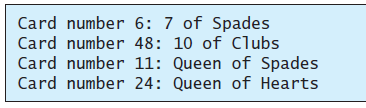 Card number 6: 7 of Spades
Card number 48: 10 of Clubs
Card number 11: Queen of Spades
Card number 24: Queen of Hearts